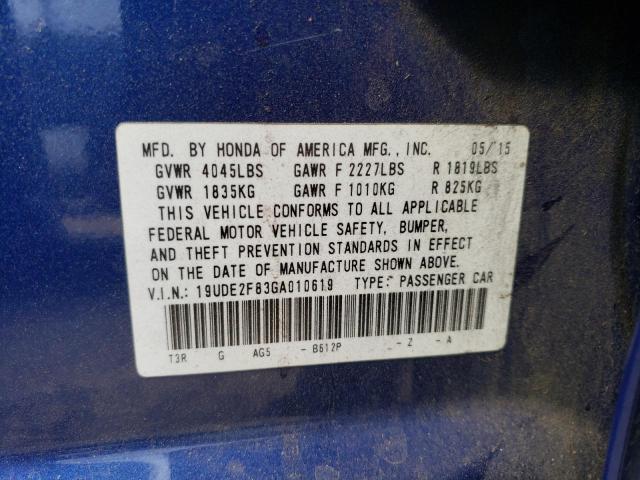 MFD. BY HONDA OF AMERICA MFG., INC. 05/15
GVWR 4045LBS GAWR F 2227LBS R 1819LBS
GVWR 1835KG GAWR F 1010KG R 825KG
THIS VEHICLE CONFORMS TO ALL APPLICABLE
FEDERAL MOTOR VEHICLE SAFETY, BUMPER,
AND THEFT PREVENTION STANDARDS IN EFFECT
ON THE DATE OF MANUFACTURE SHOWN ABOVE.
V.I.N.: 19UDE2F83GA010619 TYPE: PASSENGER CAR
T3R G AG5 - B612P - Z - A